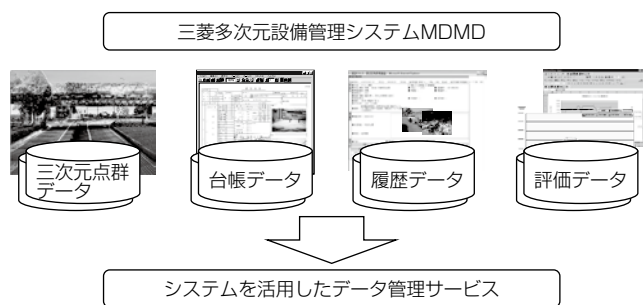 三菱多次元設備管理システムMDMD
三次元点群
データ
台帳データ
履歴データ
評価データ
システムを活用したデータ管理サービス